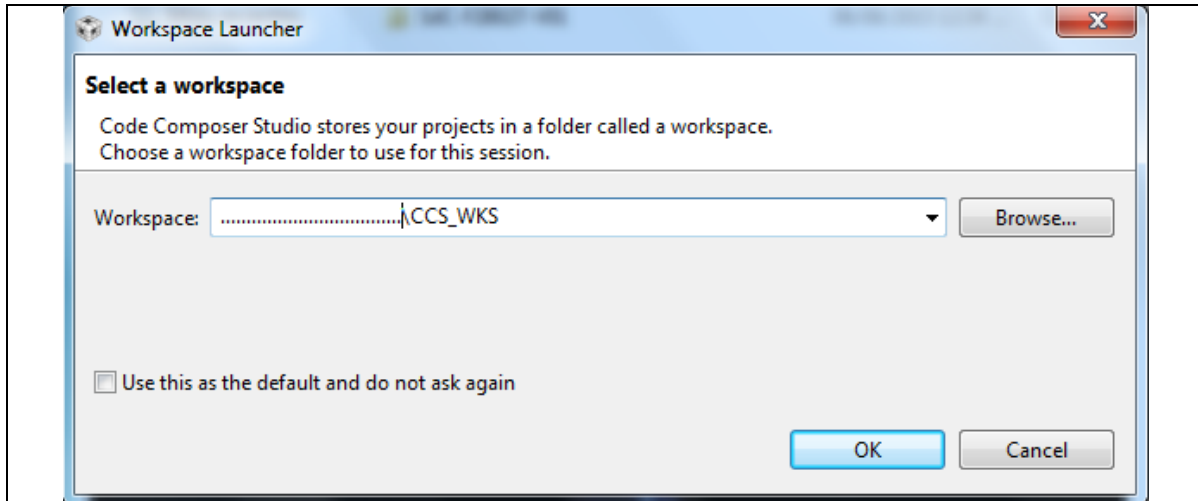 Workspace Launcher
Select a workspace
Code Composer Studio stores your projects in a folder called a workspace.
Choose a workspace folder to use for this session.
Workspace: ....................................\CCS_WKS Browse...
Use this as the default and do not ask again
OK Cancel